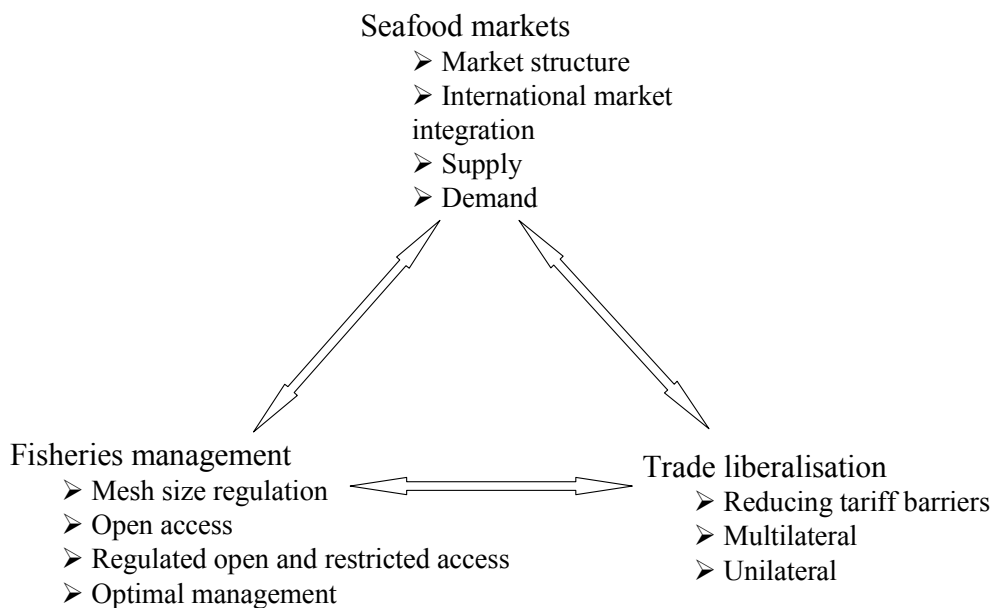 Seafood markets
➢ Market structure
➢ International market
integration
➢ Supply
➢ Demand
Fisheries management
➢ Mesh size regulation
➢ Open access
➢ Regulated open and restricted access
➢ Optimal management
Trade liberalisation
➢ Reducing tariff barriers
➢ Multilateral
➢ Unilateral